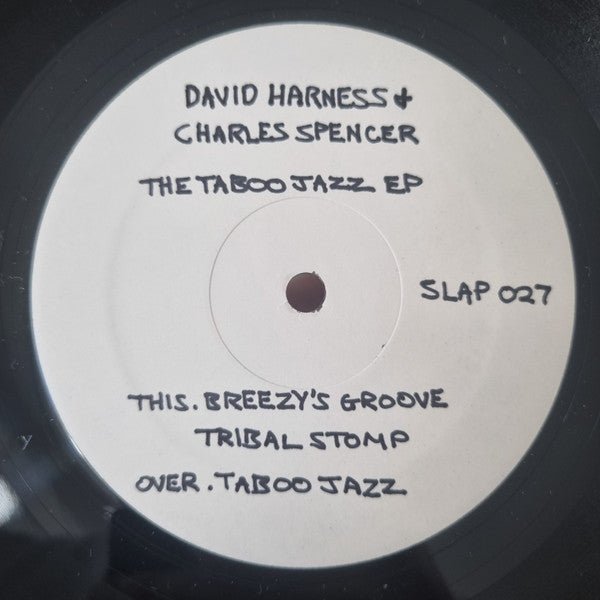 DAVID HARNESS &
CHARLES SPENCER
THE TABOO JAZZ EP
SLAP 027
THIS. BREEZY'S GROOVE
TRIBAL STOMP
OVER. TABOO JAZZ